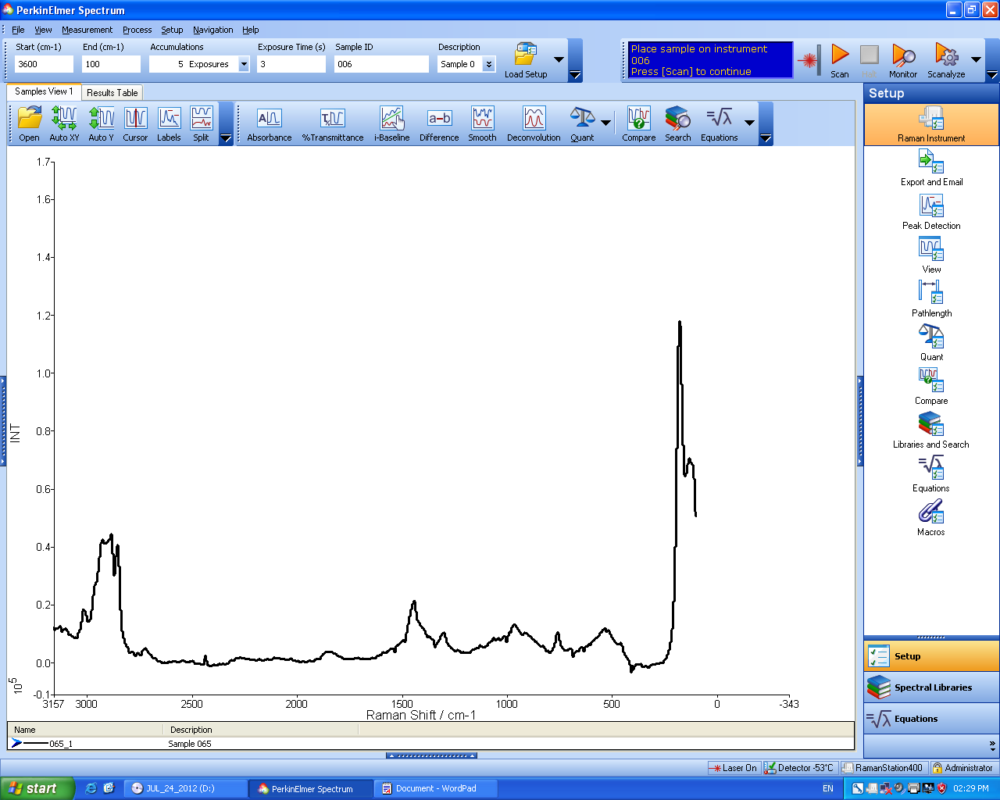 PerkinElmer Spectrum
File View Measurement Process Setup Navigation Help
Start (cm-1) End (cm-1) Accumulations Exposure Time (s) Sample ID Description
3600 100 5 Exposures 3 006 Sample 0
Load Setup
Place sample on instrument
006
Press [Scan] to continue
Scan Halt Monitor Scanalyze
Samples View 1 Results Table
Open Auto XY Auto Y Cursor Labels Split
Absorbance %Transmittance i-Baseline Difference Smooth Deconvolution Quant Compare Search Equations
1.7
1.6
1.4
1.2
1.0
0.8
0.6
0.4
0.2
0.0
-0.1
INT
10^5
3157 3000 2500 2000 1500 1000 500 0 -343
Raman Shift / cm-1
Name Description
065_1 Sample 065
Setup
Raman Instrument
Export and Email
Peak Detection
View
Pathlength
Quant
Compare
Libraries and Search
Equations
Macros
Setup
Spectral Libraries
Equations
Laser On Detector -53°C RamanStation400 Administrator
start JUL_24_2012 (D:) PerkinElmer Spectrum Document - WordPad EN 02:29 PM